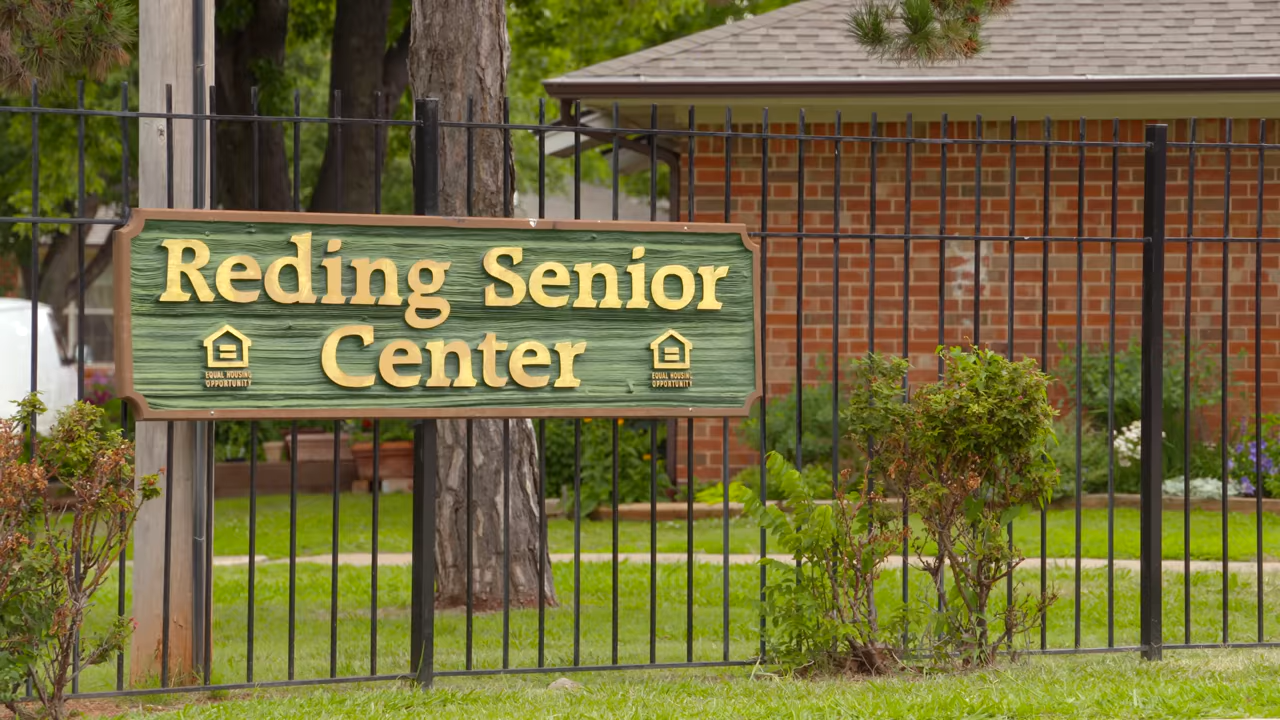 Reding Senior
Center
EQUAL HOUSING
OPPORTUNITY
EQUAL HOUSING
OPPORTUNITY